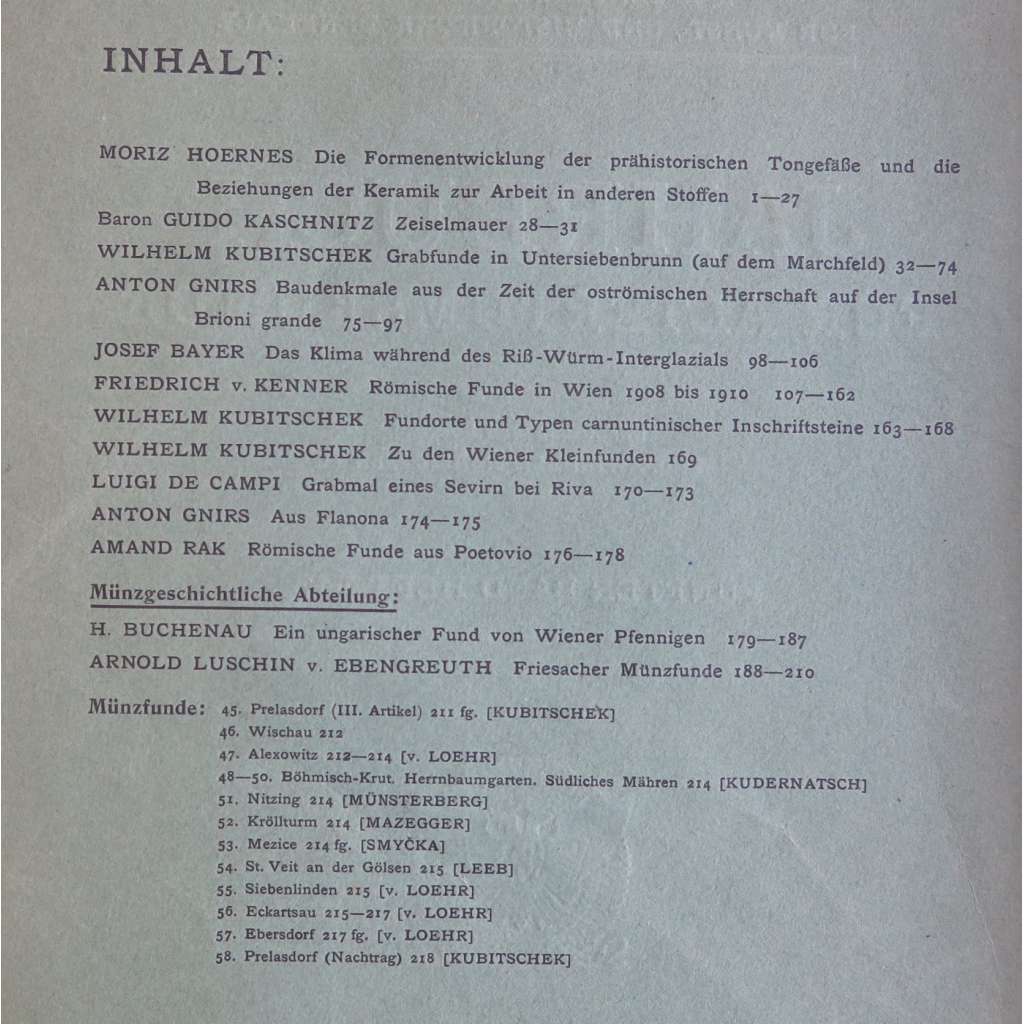 INHALT:
MORIZ HOERNES Die Formenentwicklung der prähistorischen Tongefäße und die
Beziehungen der Keramik zur Arbeit in anderen Stoffen 1—27
Baron GUIDO KASCHNITZ Zeiselmauer 28—31
WILHELM KUBITSCHEK Grabfunde in Untersiebenbrunn (auf dem Marchfeld) 32—74
ANTON GNIRS Baudenkmale aus der Zeit der oströmischen Herrschaft auf der Insel
Brioni grande 75—97
JOSEF BAYER Das Klima während des Riß-Würm-Interglazials 98—106
FRIEDRICH v. KENNER Römische Funde in Wien 1908 bis 1910 107—162
WILHELM KUBITSCHEK Fundorte und Typen carnuntinischer Inschriftsteine 163—168
WILHELM KUBITSCHEK Zu den Wiener Kleinfunden 169
LUIGI DE CAMPI Grabmal eines Sevirn bei Riva 170—173
ANTON GNIRS Aus Flanona 174—175
AMAND RAK Römische Funde aus Poetovio 176—178
Münzgeschichtliche Abteilung:
H. BUCHENAU Ein ungarischer Fund von Wiener Pfennigen 179—187
ARNOLD LUSCHIN v. EBENGREUTH Friesacher Münzfunde 188—210
Münzfunde: 45. Prelasdorf (III. Artikel) 211 fg. [KUBITSCHEK]
46. Wischau 212
47. Alexowitz 212—214 [v. LOEHR]
48—50. Böhmisch-Krut, Herrnbaumgarten, Südliches Mähren 214 [KUDERNATSCH]
51. Nitzing 214 [MÜNSTERBERG]
52. Kröllturm 214 [MAZEGGER]
53. Mezice 214 fg. [SMYČKA]
54. St. Veit an der Gölsen 215 [LEEB]
55. Siebenlinden 215 [v. LOEHR]
56. Eckartsau 215—217 [v. LOEHR]
57. Ebersdorf 217 fg. [v. LOEHR]
58. Prelasdorf (Nachtrag) 218 [KUBITSCHEK]